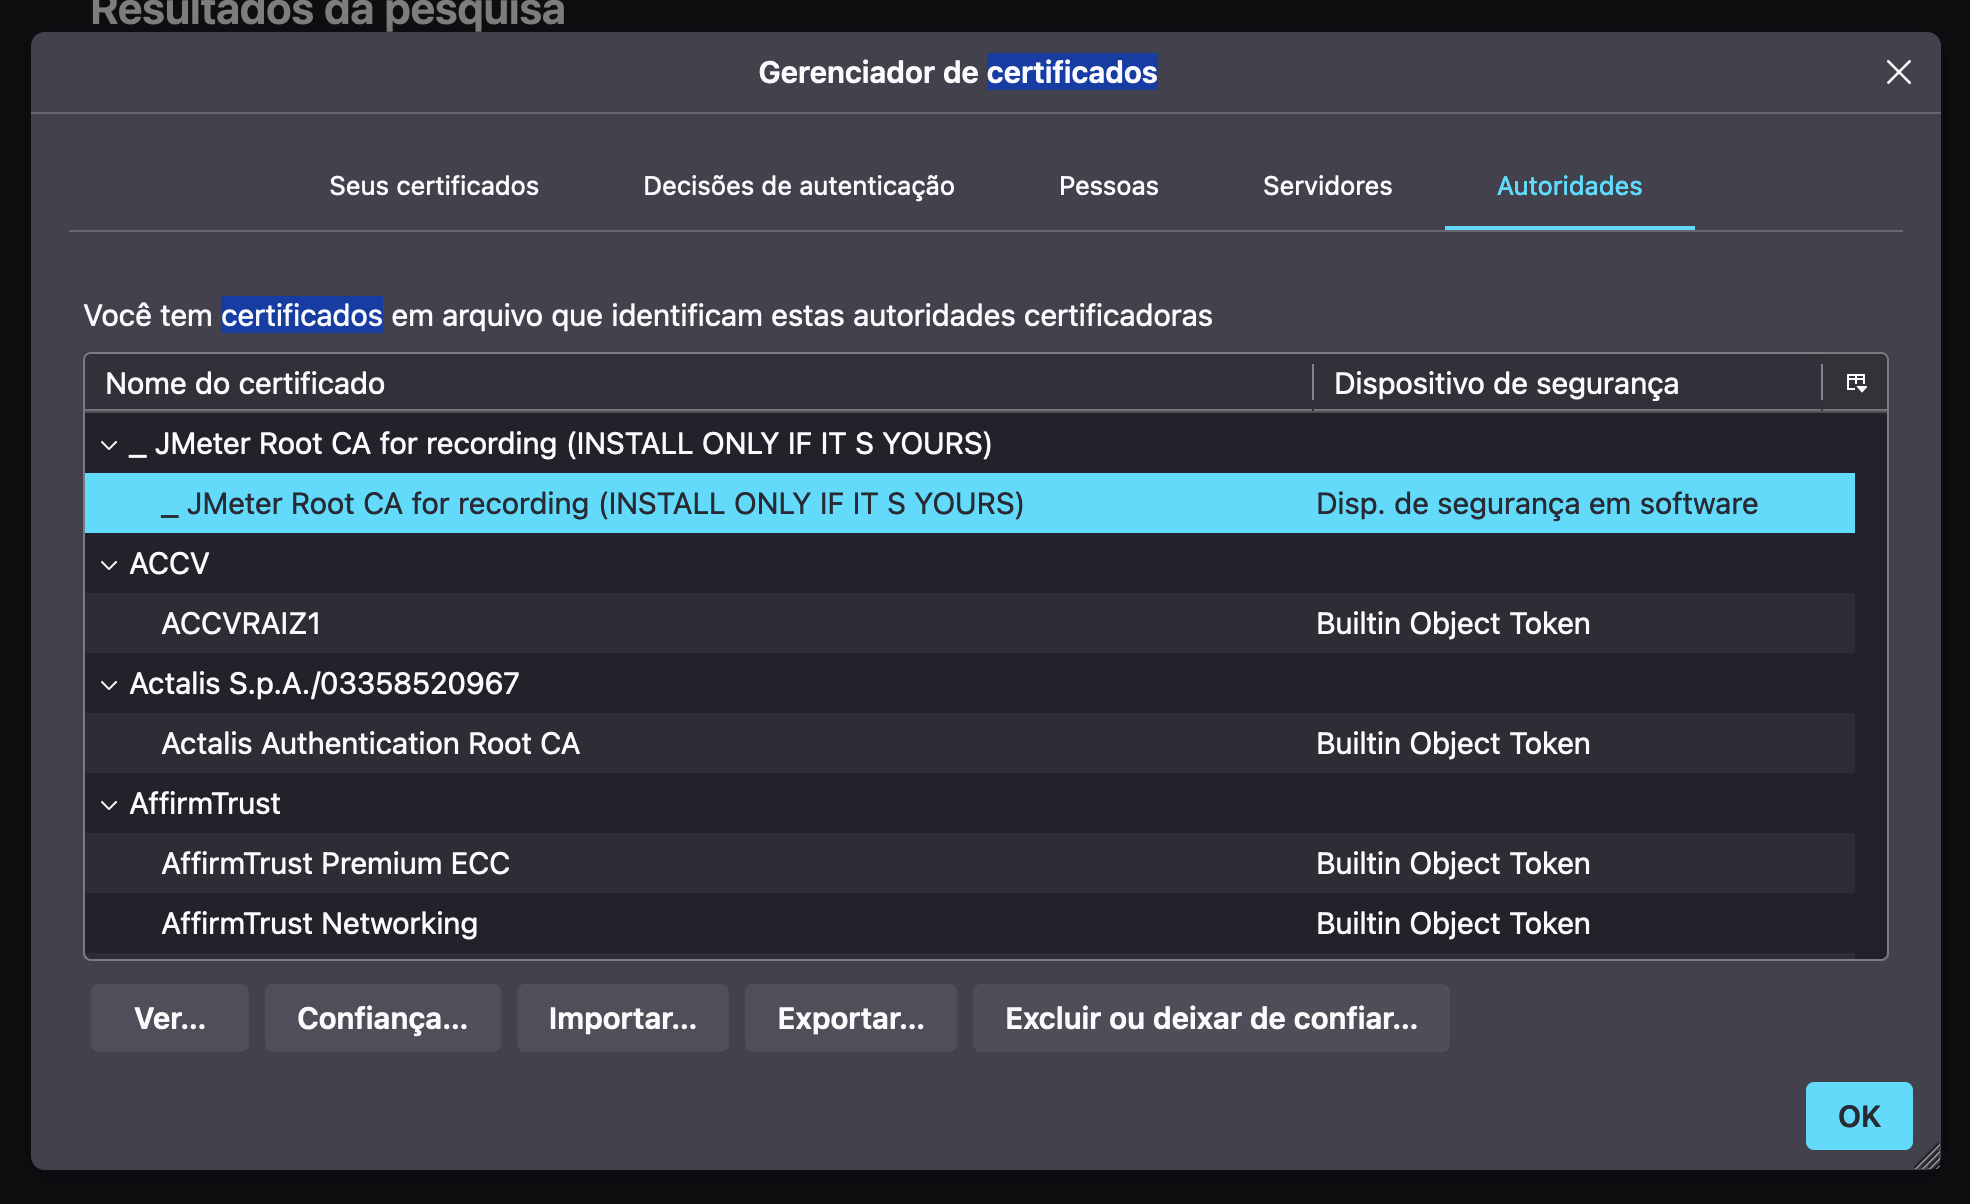 Resultados da pesquisa
Gerenciador de certificados
Seus certificados Decisões de autenticação Pessoas Servidores Autoridades
Você tem certificados em arquivo que identificam estas autoridades certificadoras
Nome do certificado Dispositivo de segurança
_ JMeter Root CA for recording (INSTALL ONLY IF IT S YOURS)
_ JMeter Root CA for recording (INSTALL ONLY IF IT S YOURS) Disp. de segurança em software
ACCV
ACCVRAIZ1 Builtin Object Token
Actalis S.p.A./03358520967
Actalis Authentication Root CA Builtin Object Token
AffirmTrust
AffirmTrust Premium ECC Builtin Object Token
AffirmTrust Networking Builtin Object Token
Ver... Confiança... Importar... Exportar... Excluir ou deixar de confiar...
OK